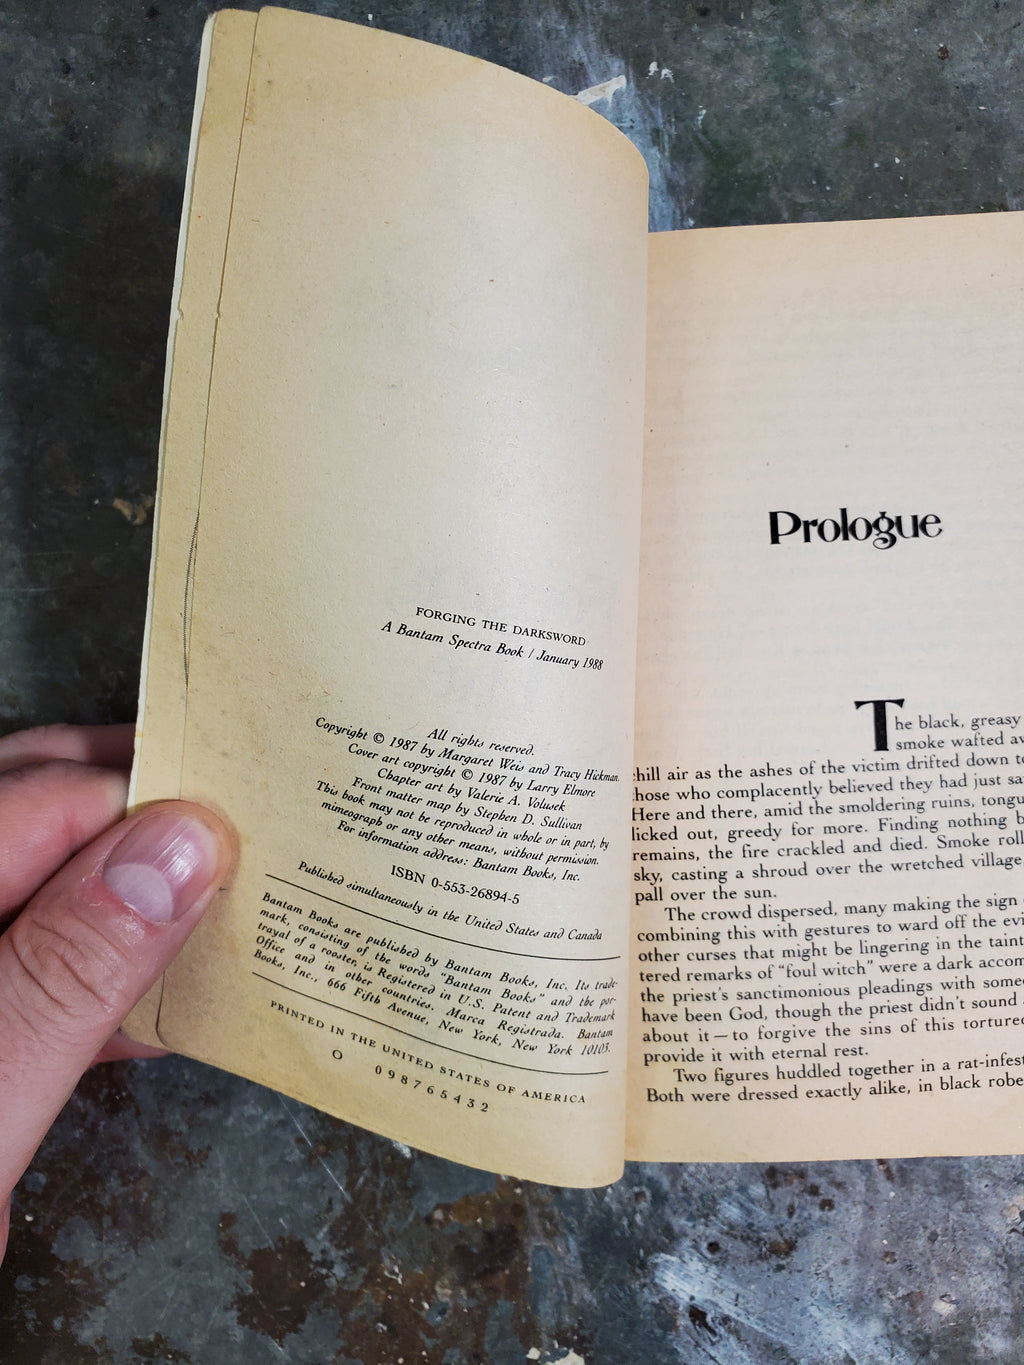 FORGING THE DARKSWORD
A Bantam Spectra Book / January 1988
All rights reserved.
Copyright © 1987 by Margaret Weis and Tracy Hickman.
Cover art copyright © 1987 by Larry Elmore
Chapter art by Valerie A. Valusek
Front matter map by Stephen D. Sullivan
This book may not be reproduced in whole or in part, by
mimeograph or any other means, without permission.
For information address: Bantam Books, Inc.
ISBN 0-553-26894-5
Published simultaneously in the United States and Canada
Bantam Books are published by Bantam Books, Inc. Its trade-
mark, consisting of the words "Bantam Books" and the por-
trayal of a rooster, is Registered in U.S. Patent and Trademark
Office and in other countries. Marca Registrada. Bantam
Books, Inc., 666 Fifth Avenue, New York, New York 10103.
PRINTED IN THE UNITED STATES OF AMERICA
O 0 9 8 7 6 5 4 3 2
Prologue
The black, greasy
smoke wafted
chill air as the ashes of the victim drifted down
those who complacently believed they had just
Here and there, amid the smoldering ruins,
licked out, greedy for more. Finding nothing
remains, the fire crackled and died. Smoke
sky, casting a shroud over the wretched village
pall over the sun.
The crowd dispersed, many making the sign
combining this with gestures to ward off the
other curses that might be lingering in the
tered remarks of "foul witch" were a dark
the priest's sanctimonious pleadings with
have been God, though the priest didn't sound
about it — to forgive the sins of this
provide it with eternal rest.
Two figures huddled together in a
Both were dressed exactly alike, in black